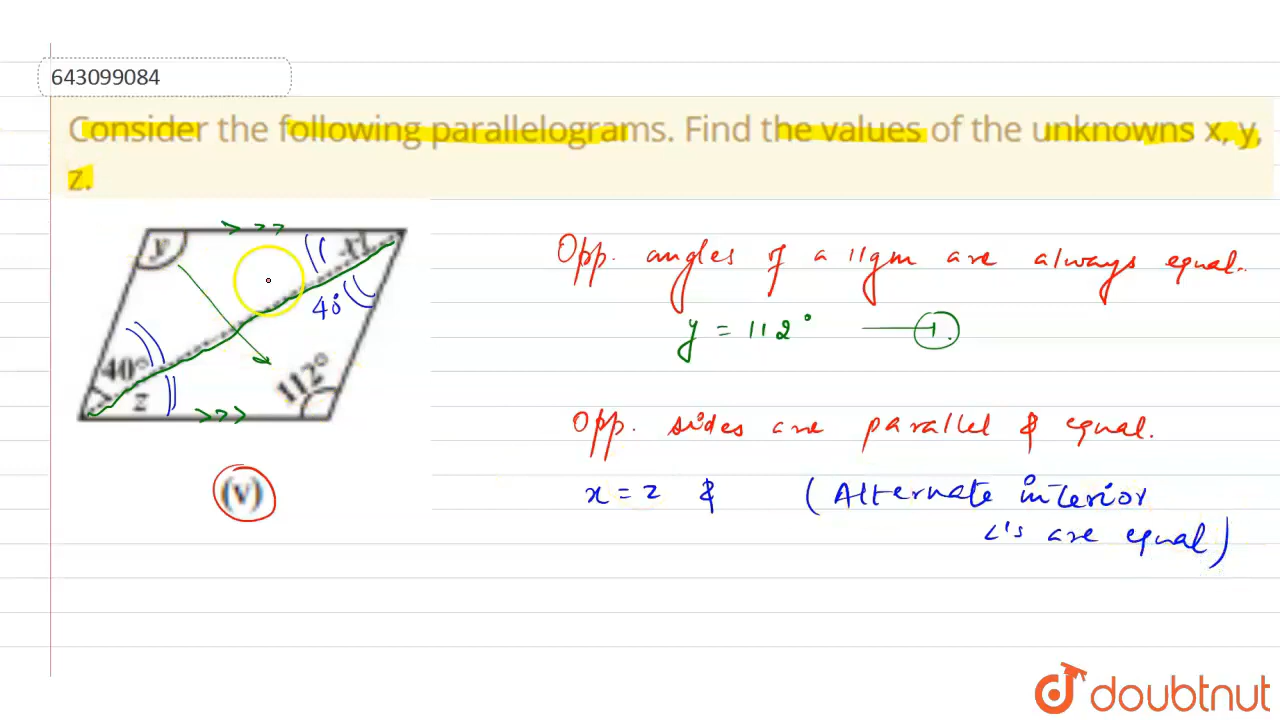 643099084
Consider the following parallelograms. Find the values of the unknowns x, y,
z.
y
x
40°
40°
z
112°
(v)
Opp. angles of a ||gm are always equal.
y = 112° — 1.
Opp. sides are parallel & equal.
x = z & (Alternate interior
∠'s are equal)
doubtnut